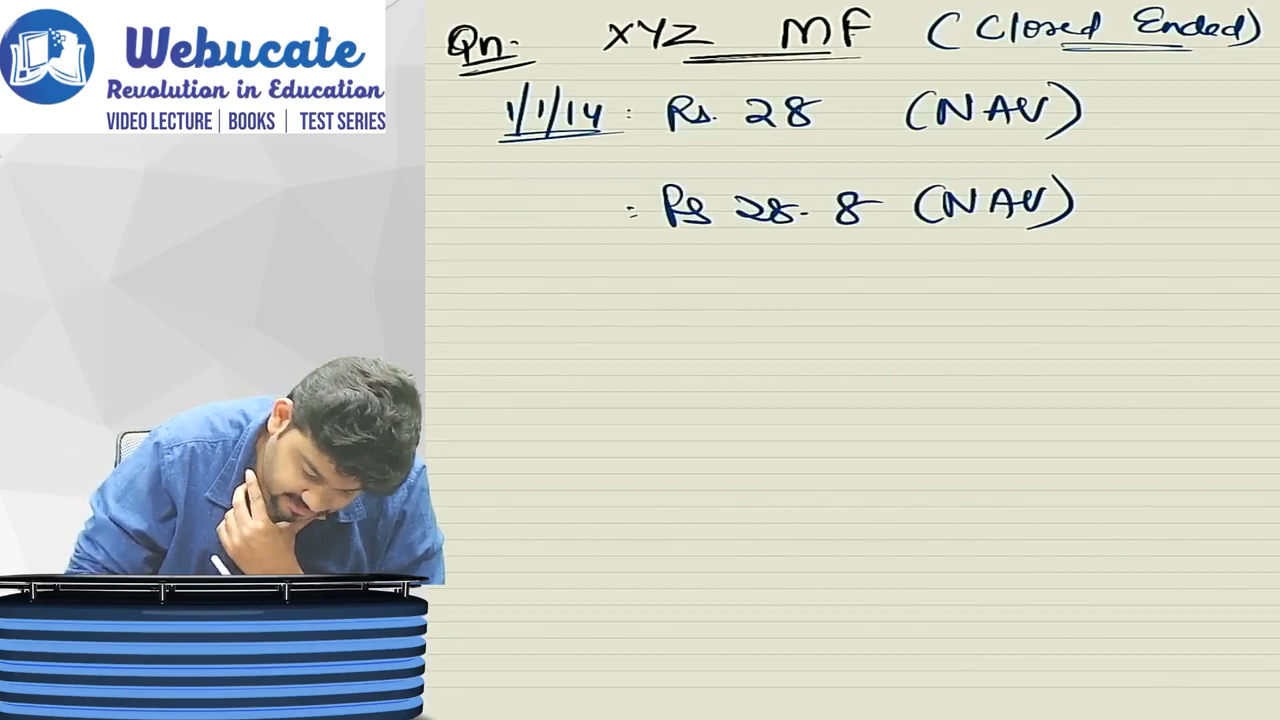 Webucate
Revolution in Education
VIDEO LECTURE | BOOKS | TEST SERIES
Qn. XYZ MF (Closed Ended)
1/1/14 : Rs. 28 (NAV)
: Rs 28.8 (NAV)